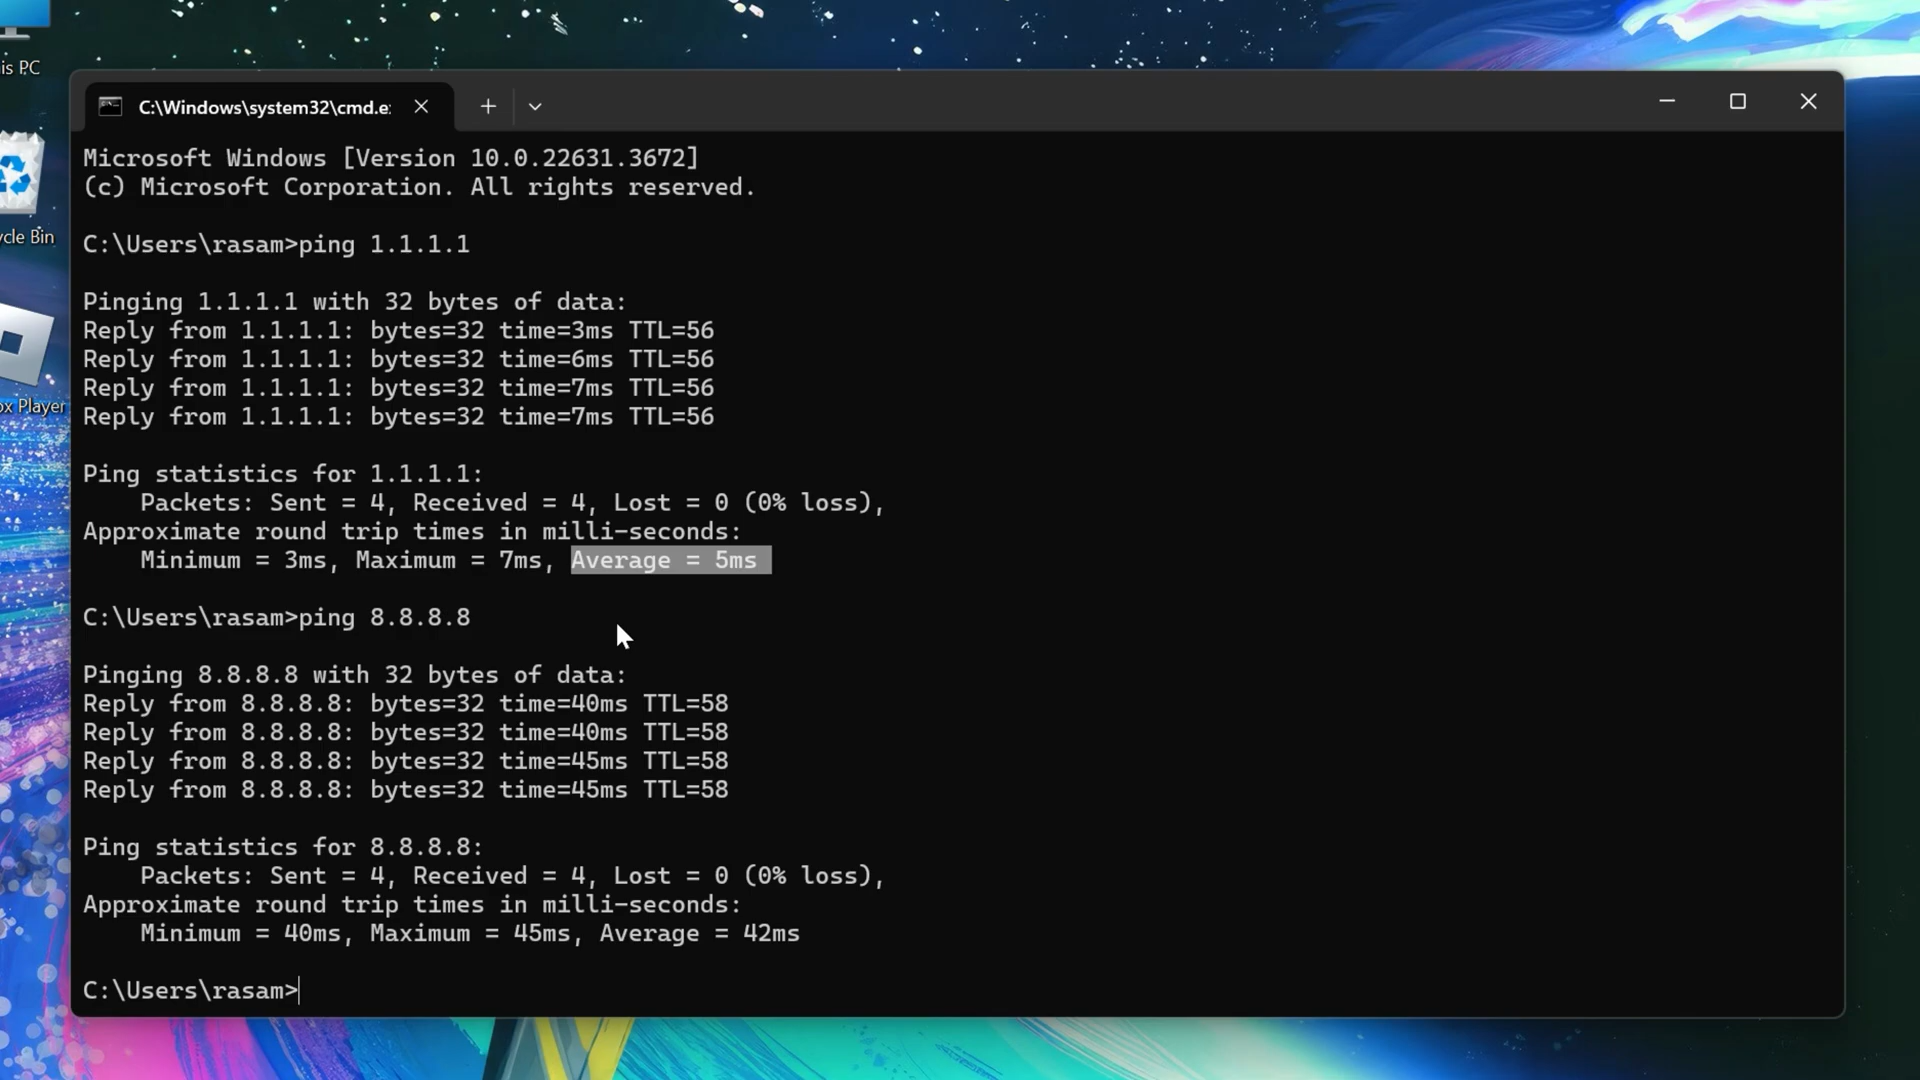 is PC
C:\Windows\system32\cmd.e
Microsoft Windows [Version 10.0.22631.3672]
(c) Microsoft Corporation. All rights reserved.
C:\Users\rasam>ping 1.1.1.1
Pinging 1.1.1.1 with 32 bytes of data:
Reply from 1.1.1.1: bytes=32 time=3ms TTL=56
Reply from 1.1.1.1: bytes=32 time=6ms TTL=56
Reply from 1.1.1.1: bytes=32 time=7ms TTL=56
Reply from 1.1.1.1: bytes=32 time=7ms TTL=56
Ping statistics for 1.1.1.1:
Packets: Sent = 4, Received = 4, Lost = 0 (0% loss),
Approximate round trip times in milli-seconds:
Minimum = 3ms, Maximum = 7ms, Average = 5ms
C:\Users\rasam>ping 8.8.8.8
Pinging 8.8.8.8 with 32 bytes of data:
Reply from 8.8.8.8: bytes=32 time=40ms TTL=58
Reply from 8.8.8.8: bytes=32 time=40ms TTL=58
Reply from 8.8.8.8: bytes=32 time=45ms TTL=58
Reply from 8.8.8.8: bytes=32 time=45ms TTL=58
Ping statistics for 8.8.8.8:
Packets: Sent = 4, Received = 4, Lost = 0 (0% loss),
Approximate round trip times in milli-seconds:
Minimum = 40ms, Maximum = 45ms, Average = 42ms
C:\Users\rasam>
ycle Bin
ox Player